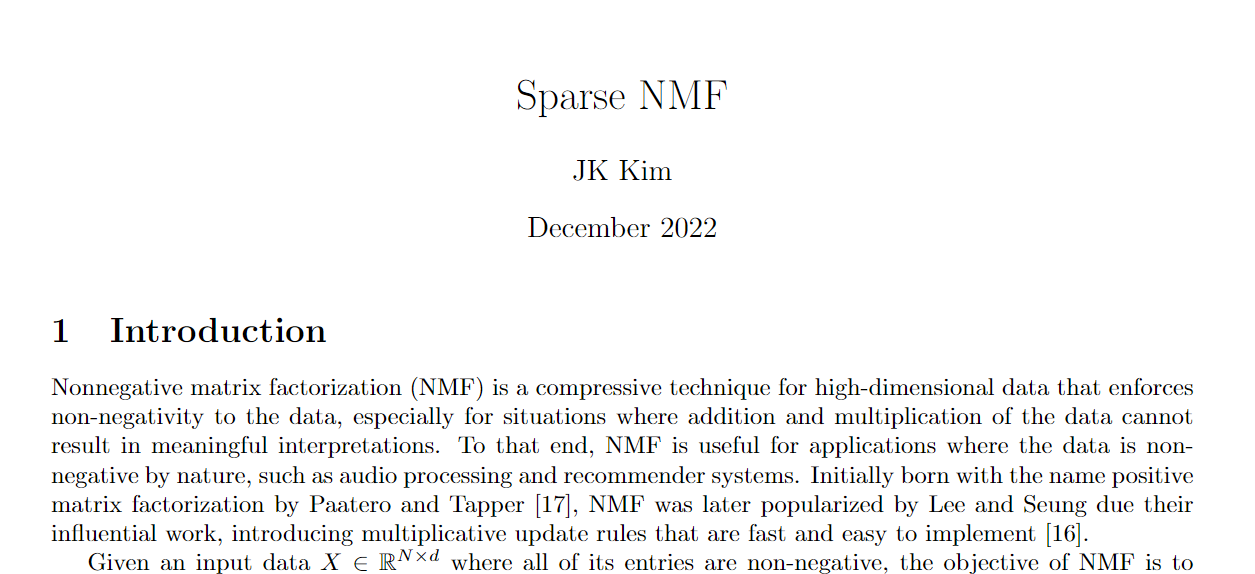 Sparse NMF
JK Kim
December 2022
1 Introduction
Nonnegative matrix factorization (NMF) is a compressive technique for high-dimensional data that enforces
non-negativity to the data, especially for situations where addition and multiplication of the data cannot
result in meaningful interpretations. To that end, NMF is useful for applications where the data is non-
negative by nature, such as audio processing and recommender systems. Initially born with the name positive
matrix factorization by Paatero and Tapper [17], NMF was later popularized by Lee and Seung due their
influential work, introducing multiplicative update rules that are fast and easy to implement [16].
Given an input data X ∈ ℝ^{N×d} where all of its entries are non-negative, the objective of NMF is to